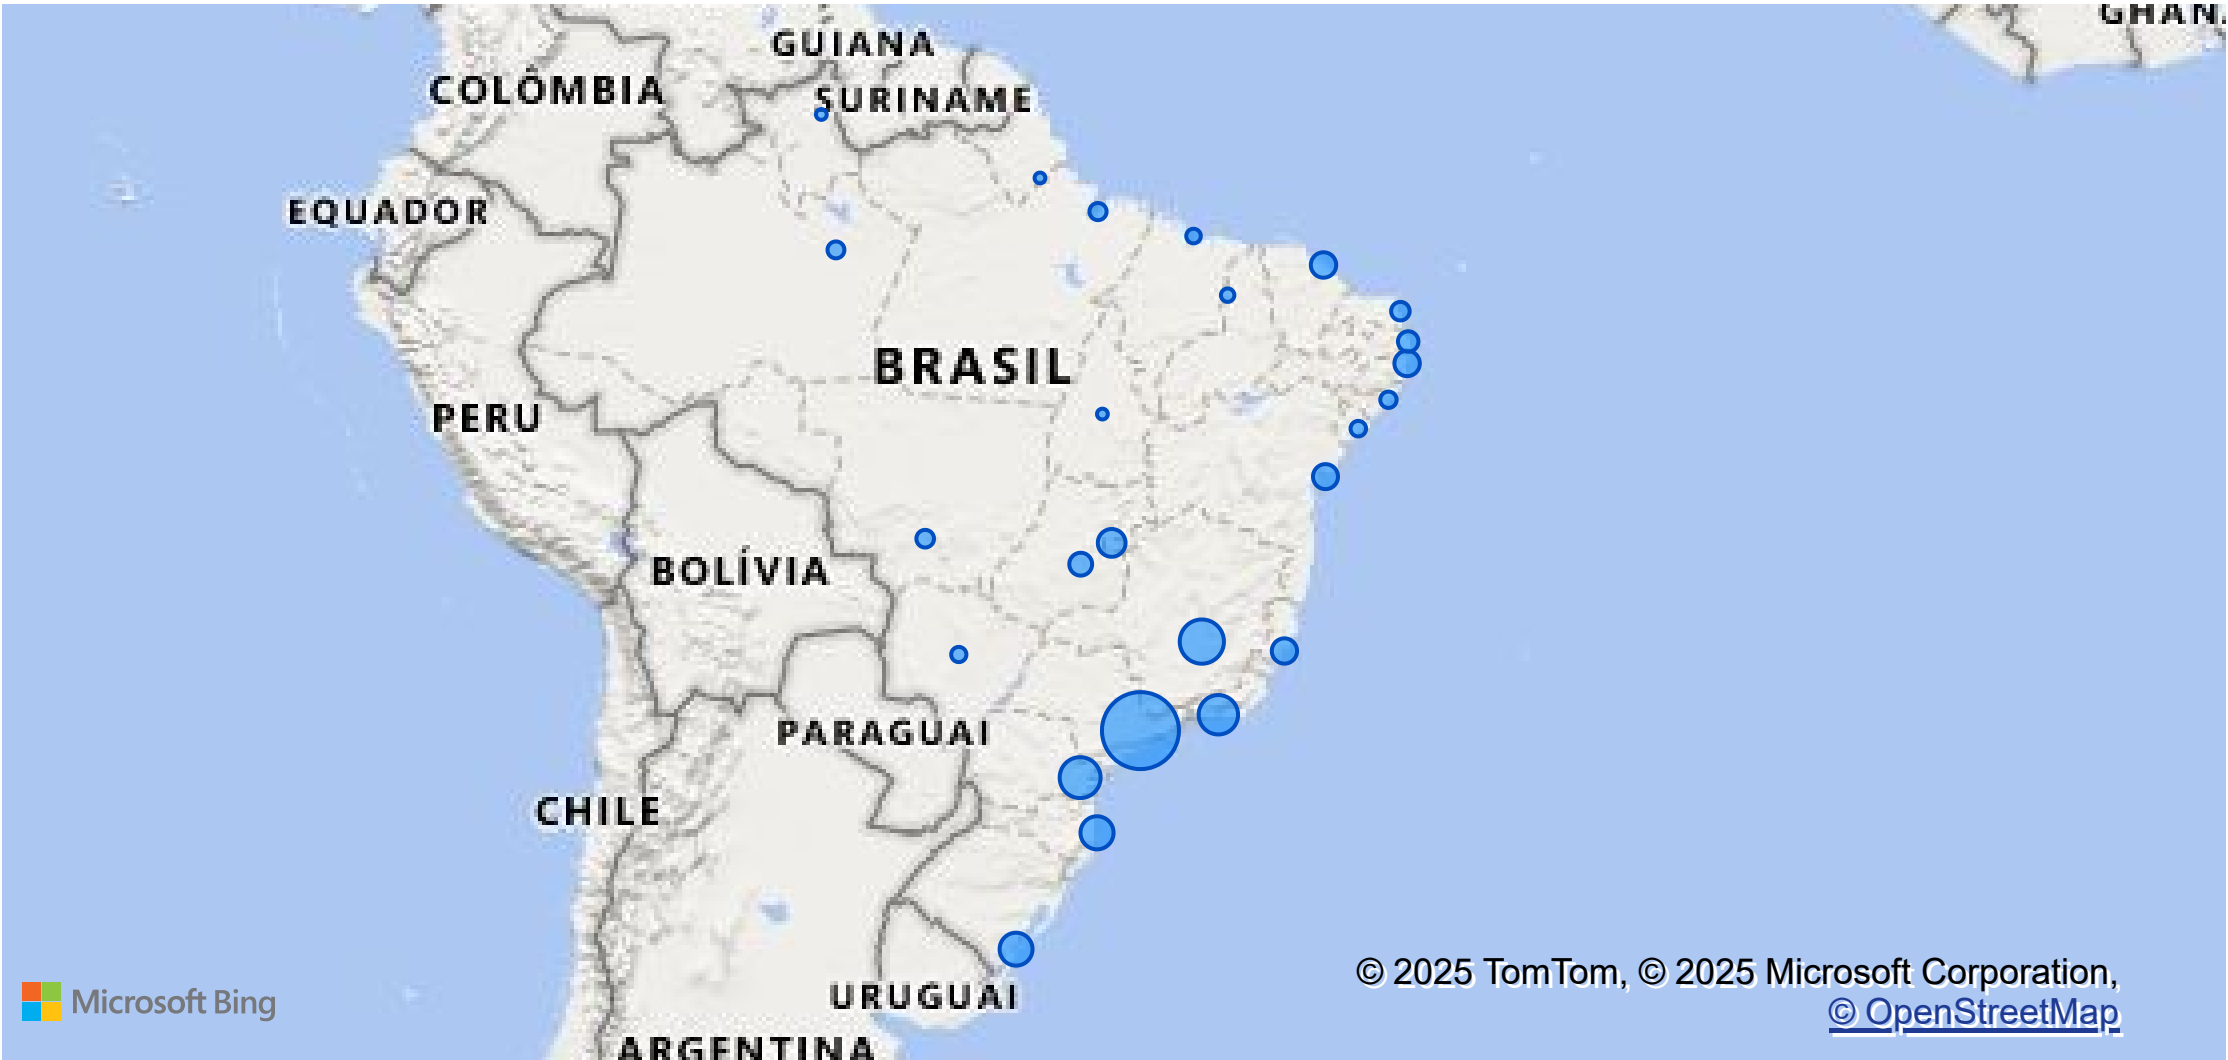 GUIANA
GHAN
COLÔMBIA
SURINAME
EQUADOR
BRASIL
PERU
BOLÍVIA
PARAGUAI
CHILE
URUGUAI
ARGENTINA
Microsoft Bing
© 2025 TomTom, © 2025 Microsoft Corporation,
© OpenStreetMap